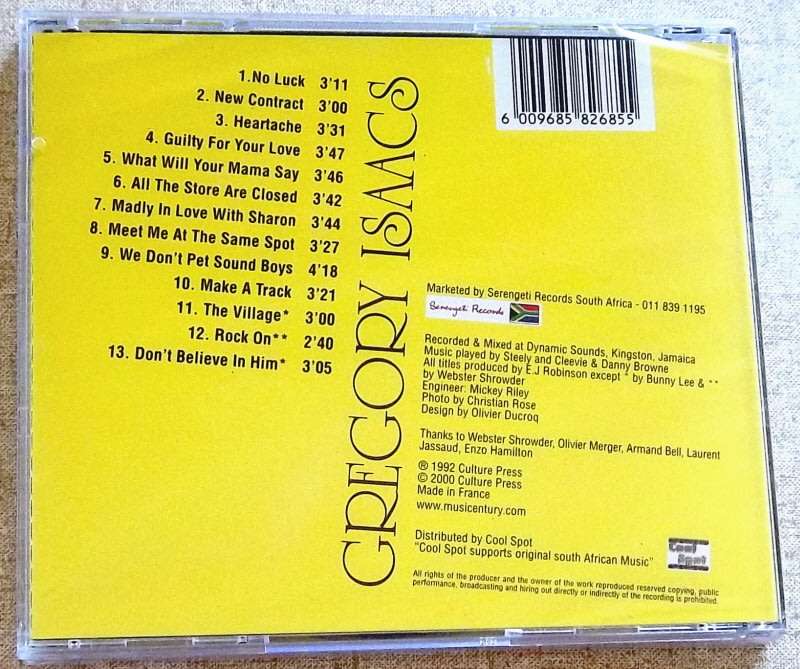 1.No Luck 3'11
2. New Contract 3'00
3. Heartache 3'31
4. Guilty For Your Love 3'47
5. What Will Your Mama Say 3'46
6. All The Store Are Closed 3'42
7. Madly In Love With Sharon 3'44
8. Meet Me At The Same Spot 3'27
9. We Don't Pet Sound Boys 4'18
10. Make A Track 3'21
11. The Village* 3'00
12. Rock On** 2'40
13. Don't Believe In Him* 3'05
GREGORY ISAACS
6 009685 826855
Marketed by Serengeti Records South Africa - 011 839 1195
Serengeti Records
Recorded & Mixed at Dynamic Sounds, Kingston, Jamaica
Music played by Steely and Cleevie & Danny Browne
All titles produced by E.J Robinson except * by Bunny Lee & **
by Webster Shrowder
Engineer: Mickey Riley
Photo by Christian Rose
Design by Olivier Ducroq
Thanks to Webster Shrowder, Olivier Merger, Armand Bell, Laurent
Jassaud, Enzo Hamilton
℗ 1992 Culture Press
© 2000 Culture Press
Made in France
www.musicentury.com
Distributed by Cool Spot
"Cool Spot supports original south African Music"
Cool
Spot
All rights of the producer and the owner of the work reproduced reserved copying, public
performance, broadcasting and hiring out directly or indirectly of the recording is prohibited.